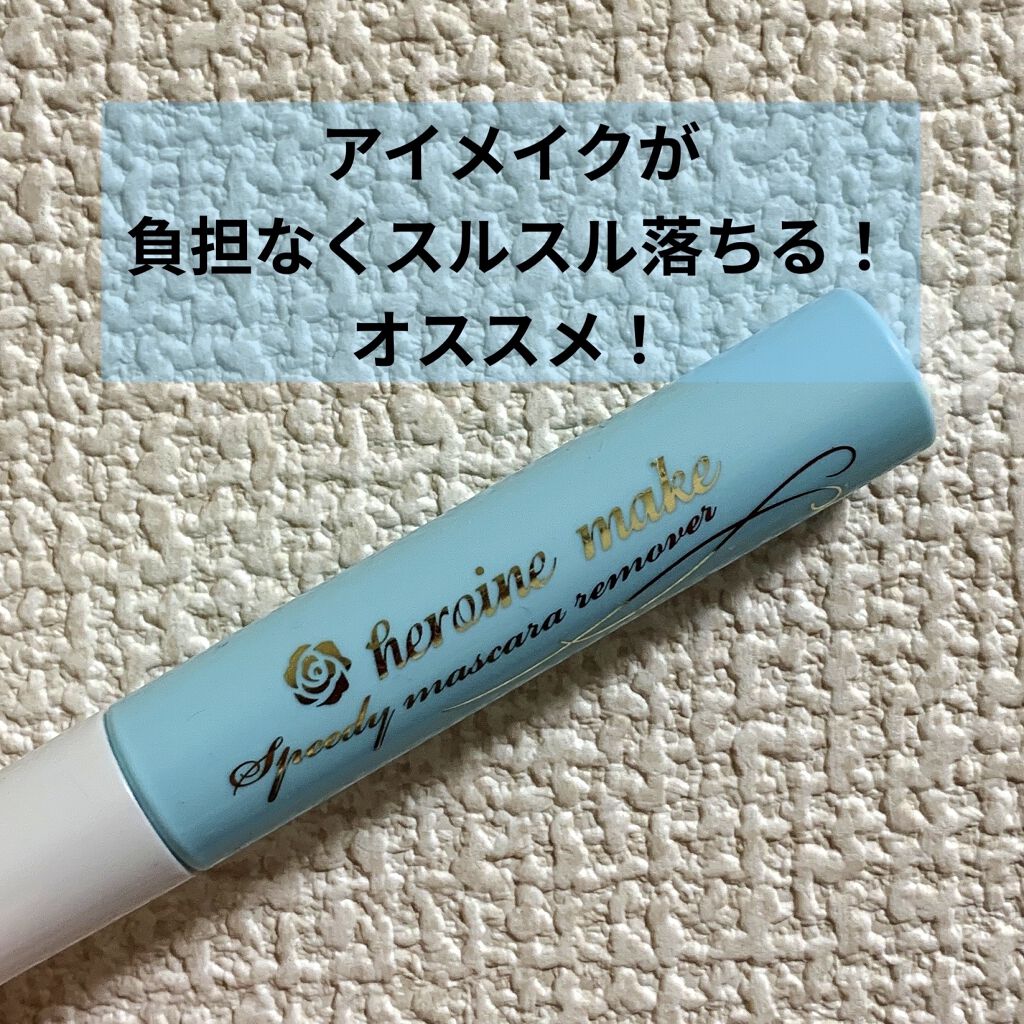 アイメイクが
負担なくスルスル落ちる！
オススメ！
heroine make
Speedy mascara remover